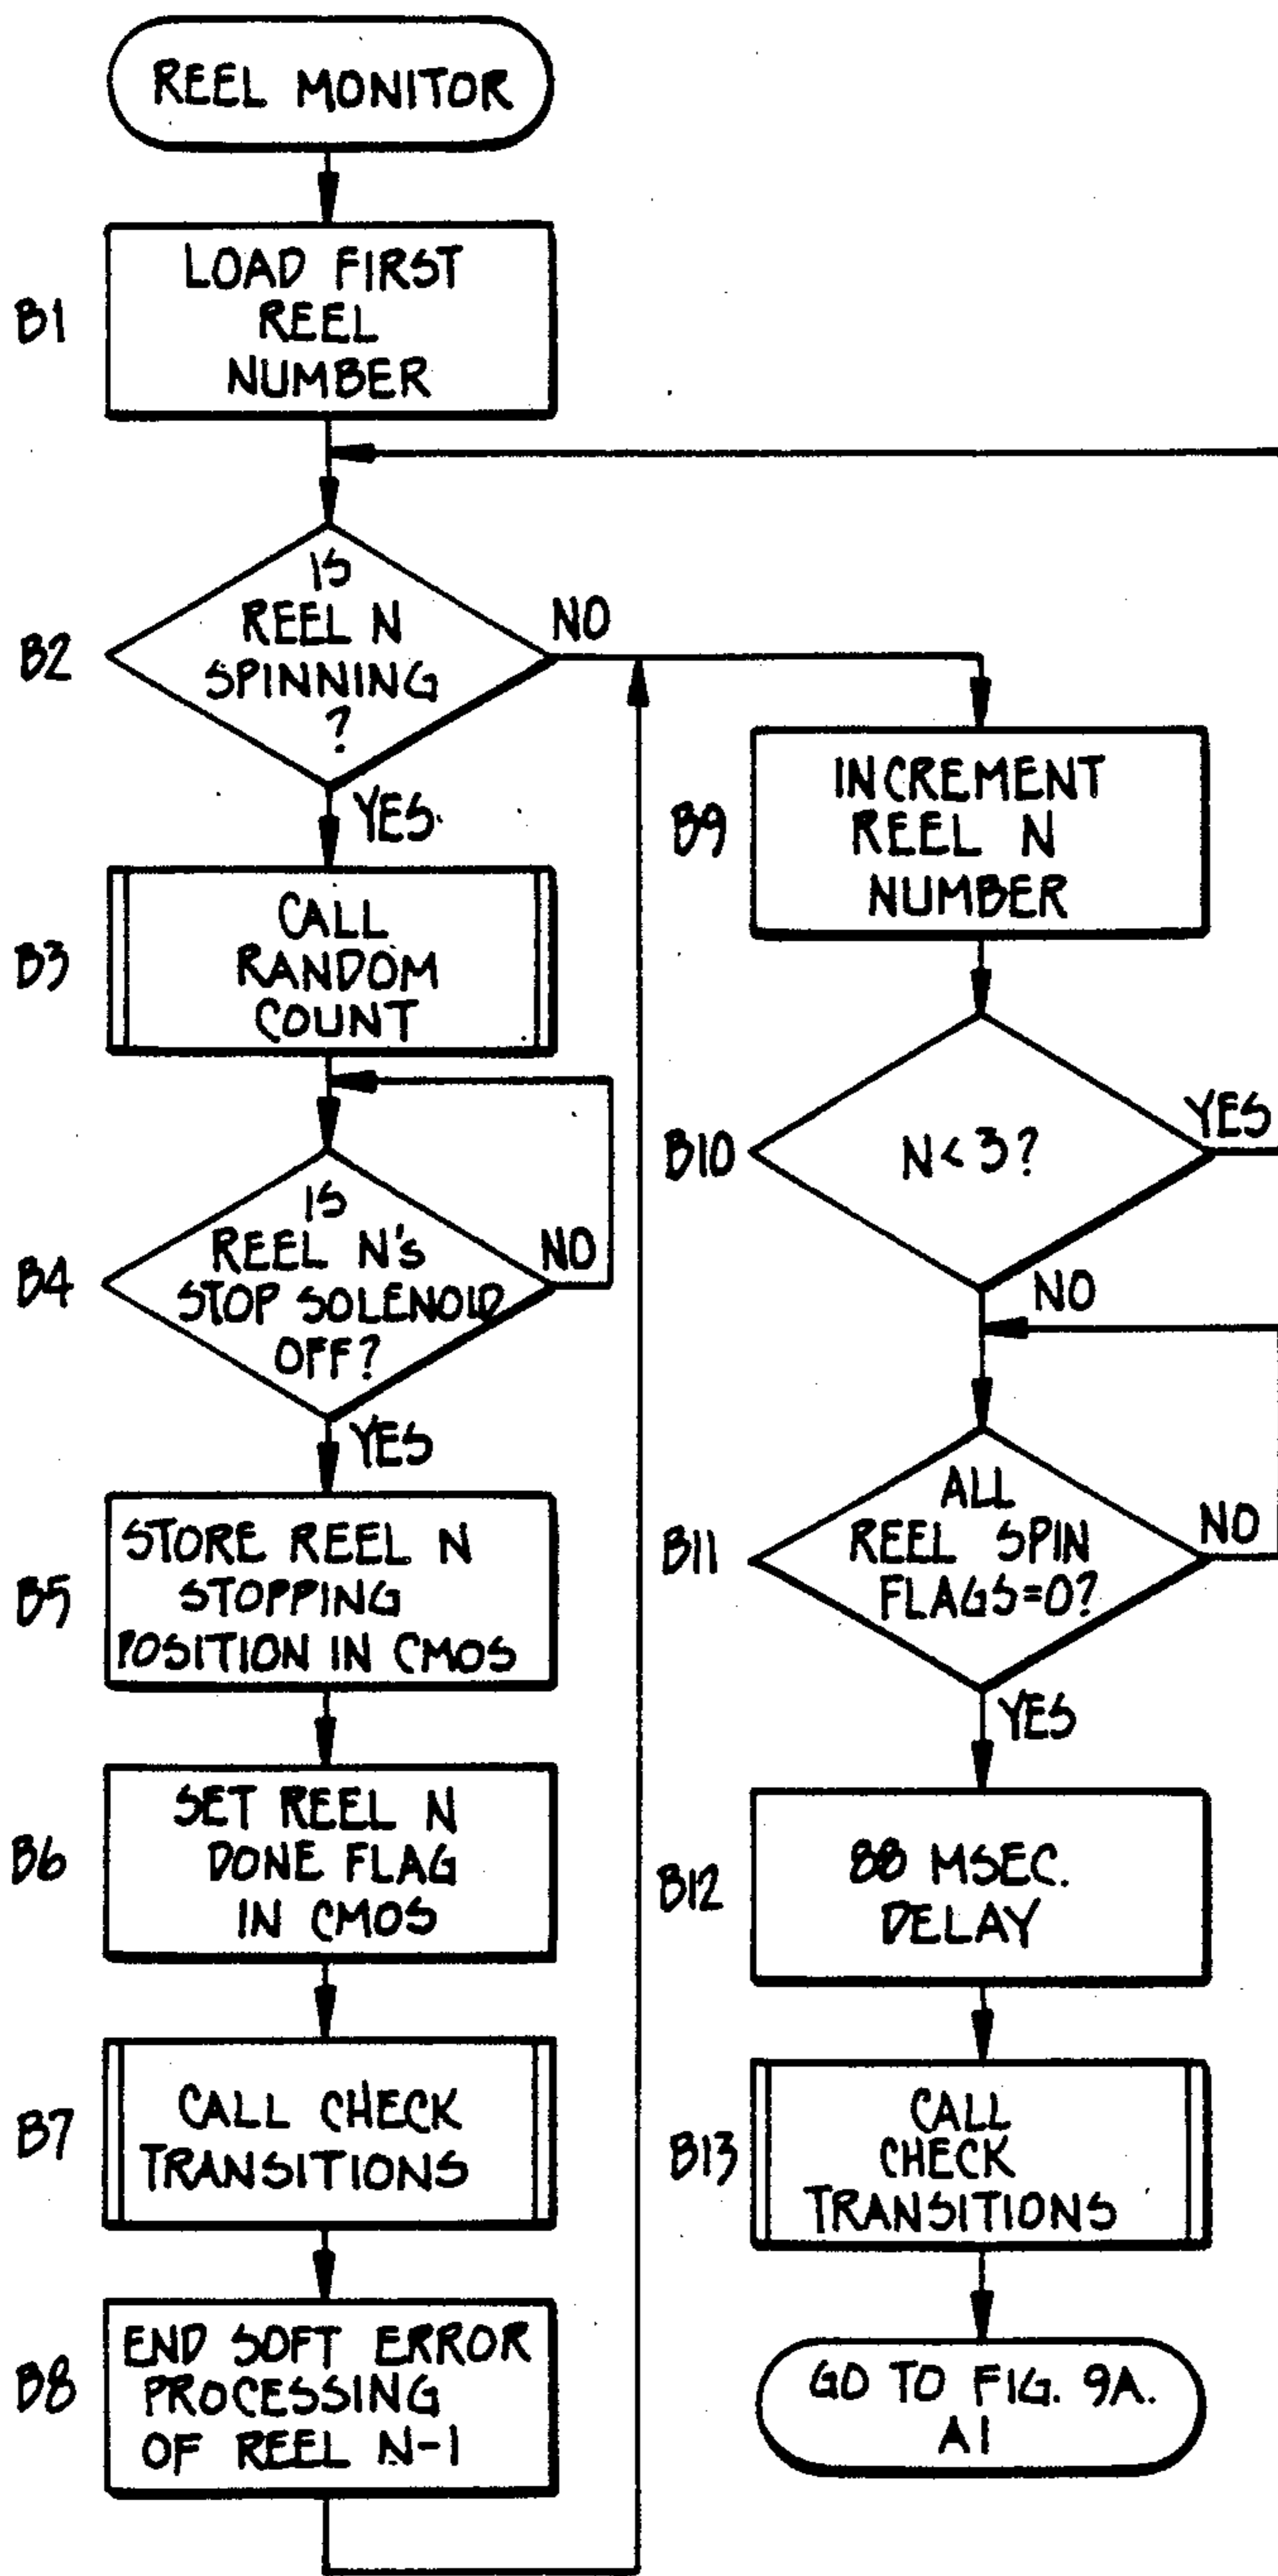 REEL MONITOR
B1
LOAD FIRST
REEL
NUMBER
B2
IS
REEL N
SPINNING
?
NO
YES
B3
CALL
RANDOM
COUNT
B4
IS
REEL N's
STOP SOLENOID
OFF?
NO
YES
B5
STORE REEL N
STOPPING
POSITION IN CMOS
B6
SET REEL N
DONE FLAG
IN CMOS
B7
CALL CHECK
TRANSITIONS
B8
END SOFT ERROR
PROCESSING
OF REEL N-1
B9
INCREMENT
REEL N
NUMBER
B10
N<3?
YES
NO
B11
ALL
REEL SPIN
FLAGS=0?
NO
YES
B12
88 MSEC.
DELAY
B13
CALL
CHECK
TRANSITIONS
GO TO FIG. 9A.
A1